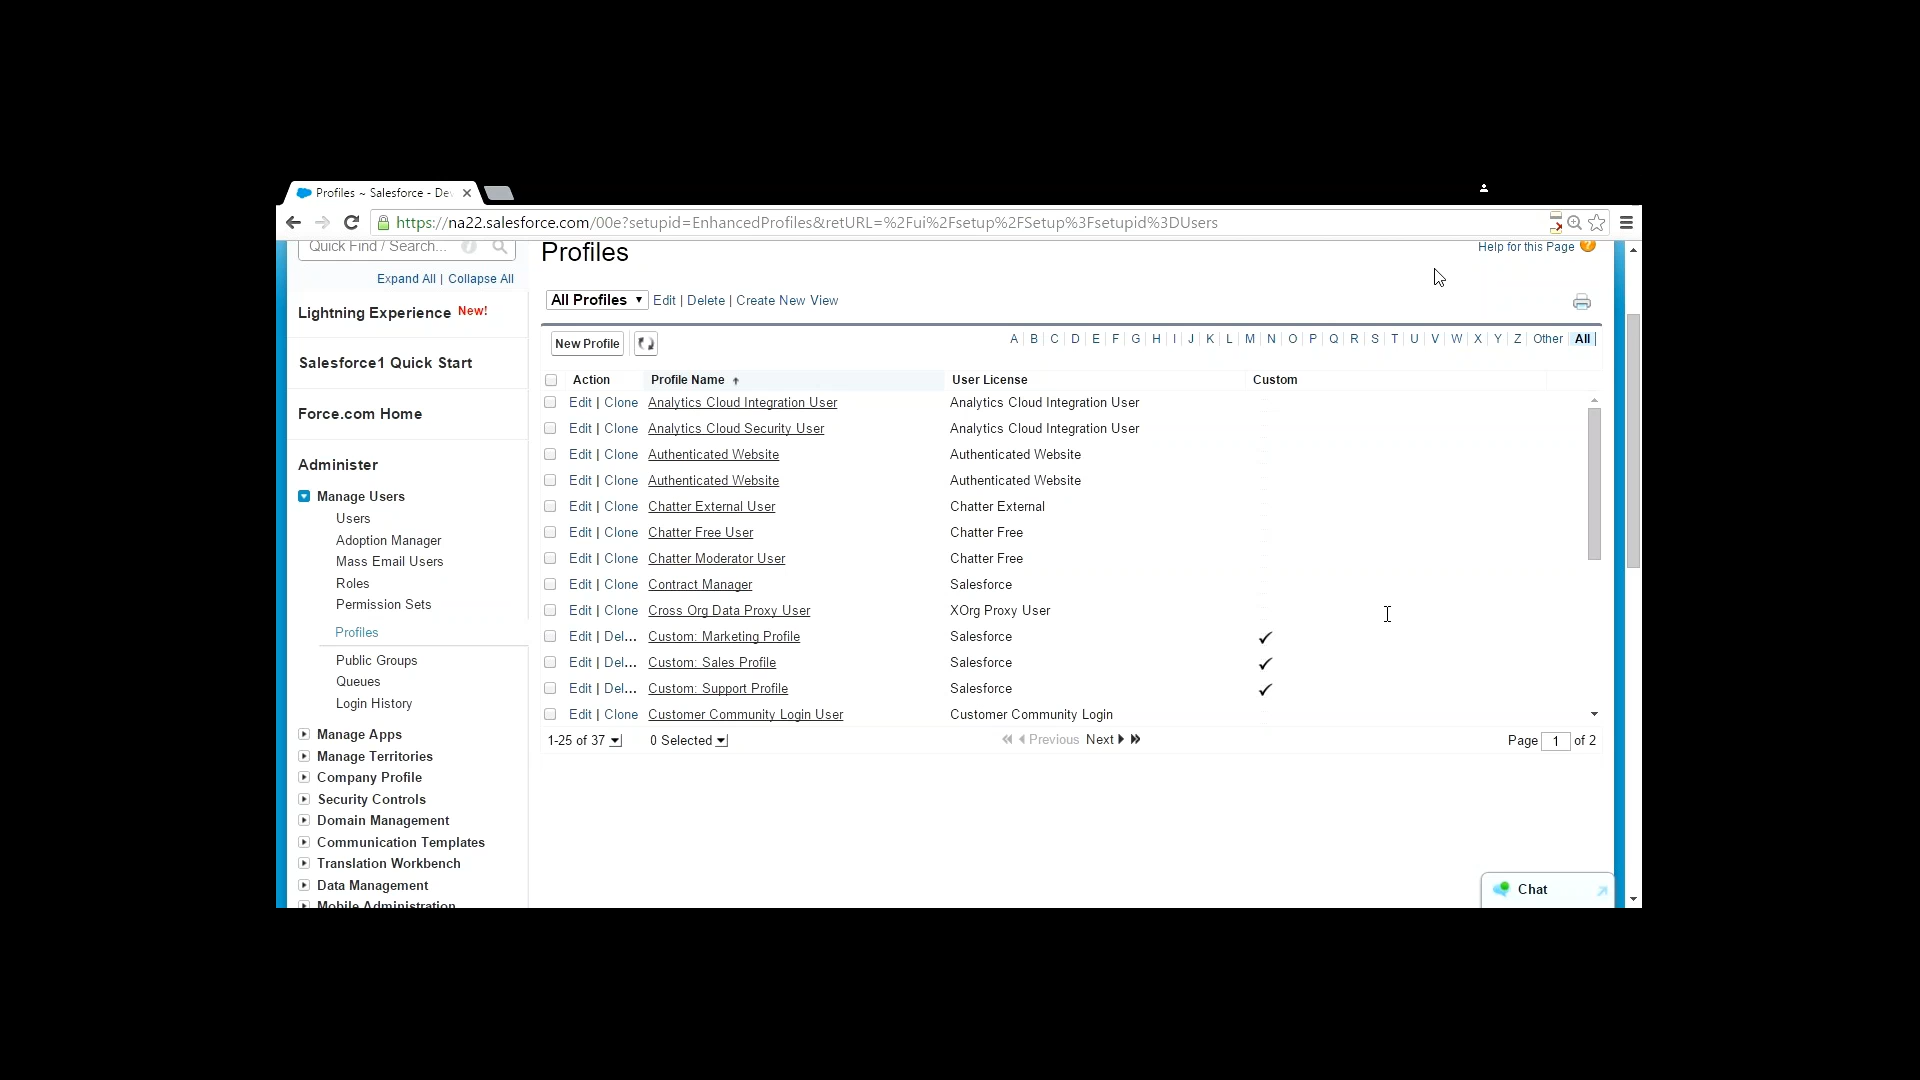 Profiles ~ Salesforce - De
https://na22.salesforce.com/00e?setupid=EnhancedProfiles&retURL=%2Fui%2Fsetup%2FSetup%3Fsetupid%3DUsers
Quick Find / Search...
Expand All | Collapse All
Lightning Experience New!
Salesforce1 Quick Start
Force.com Home
Administer
Manage Users
Users
Adoption Manager
Mass Email Users
Roles
Permission Sets
Profiles
Public Groups
Queues
Login History
Manage Apps
Manage Territories
Company Profile
Security Controls
Domain Management
Communication Templates
Translation Workbench
Data Management
Mobile Administration
Profiles
Help for this Page ?
All Profiles Edit | Delete | Create New View
New Profile
A | B | C | D | E | F | G | H | I | J | K | L | M | N | O | P | Q | R | S | T | U | V | W | X | Y | Z | Other | All
Action Profile Name User License Custom
Edit | Clone Analytics Cloud Integration User Analytics Cloud Integration User
Edit | Clone Analytics Cloud Security User Analytics Cloud Integration User
Edit | Clone Authenticated Website Authenticated Website
Edit | Clone Authenticated Website Authenticated Website
Edit | Clone Chatter External User Chatter External
Edit | Clone Chatter Free User Chatter Free
Edit | Clone Chatter Moderator User Chatter Free
Edit | Clone Contract Manager Salesforce
Edit | Clone Cross Org Data Proxy User XOrg Proxy User
Edit | Del... Custom: Marketing Profile Salesforce ✓
Edit | Del... Custom: Sales Profile Salesforce ✓
Edit | Del... Custom: Support Profile Salesforce ✓
Edit | Clone Customer Community Login User Customer Community Login
1-25 of 37 0 Selected Previous Next Page 1 of 2
Chat